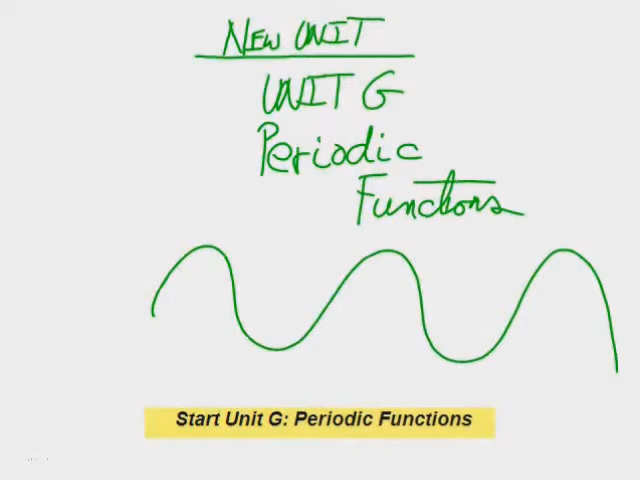 NEW UNIT
UNIT G
Periodic
Functions
Start Unit G: Periodic Functions